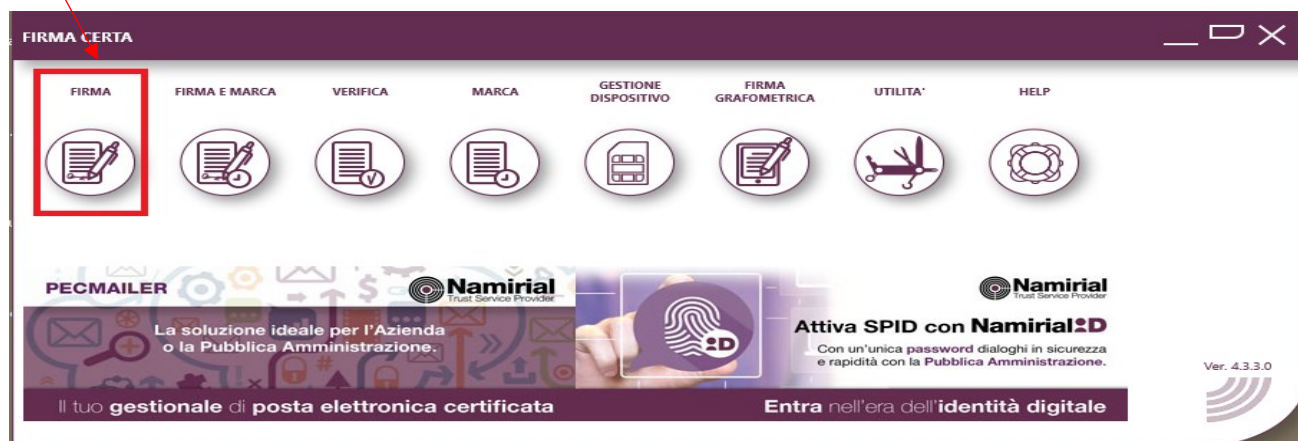 FIRMA CERTA
FIRMA
FIRMA E MARCA
VERIFICA
MARCA
GESTIONE
DISPOSITIVO
FIRMA
GRAFOMETRICA
UTILITA'
HELP
PECMAILER
Namirial
Trust Service Provider
La soluzione ideale per l'Azienda
o la Pubblica Amministrazione.
Il tuo gestionale di posta elettronica certificata
Namirial
Trust Service Provider
ID
Attiva SPID con NamirialID
Con un'unica password dialoghi in sicurezza
e rapidità con la Pubblica Amministrazione.
Entra nell'era dell'identità digitale
Ver. 4.3.3.0